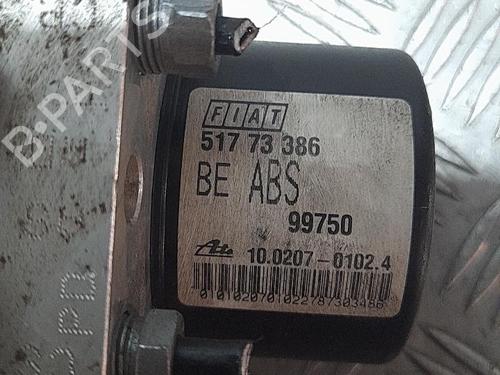 B-PARTS
FIAT
517 73 386
BE ABS
99750
Ate 10.0207-0102.4